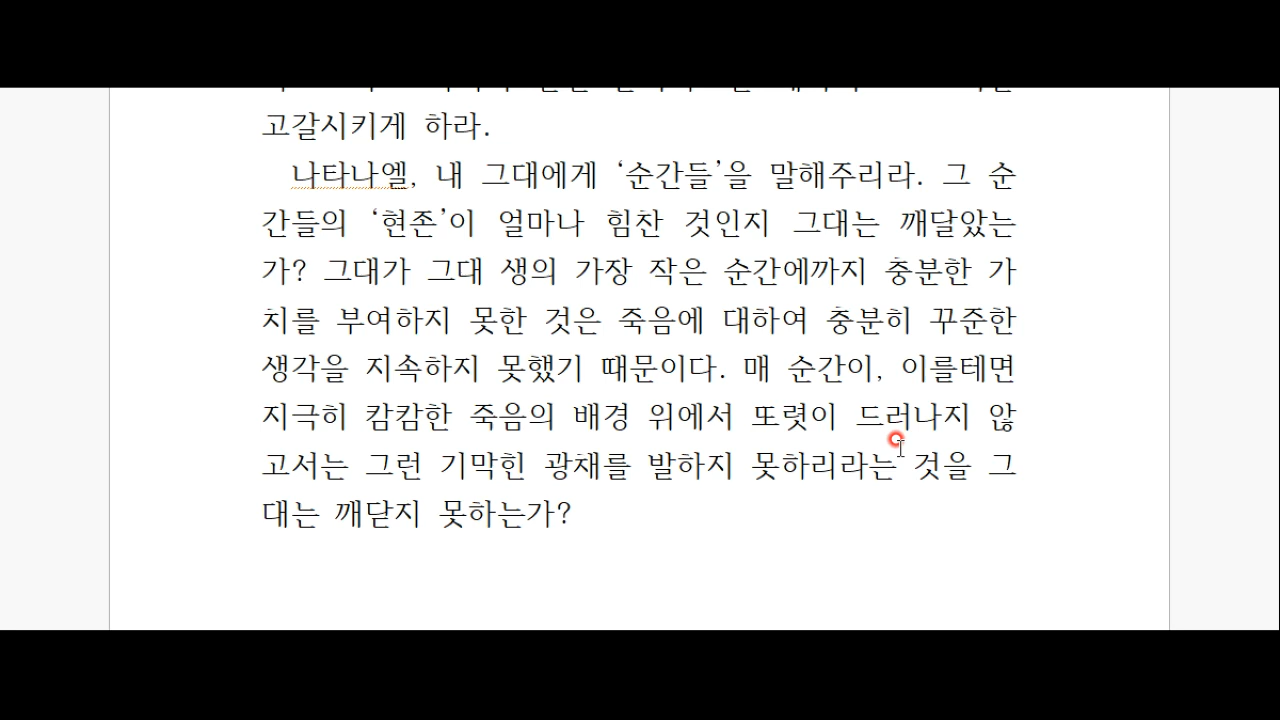 고갈시키게 하라.
나타나엘, 내 그대에게 ‘순간들’을 말해주리라. 그 순
간들의 ‘현존’이 얼마나 힘찬 것인지 그대는 깨달았는
가? 그대가 그대 생의 가장 작은 순간에까지 충분한 가
치를 부여하지 못한 것은 죽음에 대하여 충분히 꾸준한
생각을 지속하지 못했기 때문이다. 매 순간이, 이를테면
지극히 캄캄한 죽음의 배경 위에서 또렷이 드러나지 않
고서는 그런 기막힌 광채를 발하지 못하리라는 것을 그
대는 깨닫지 못하는가?